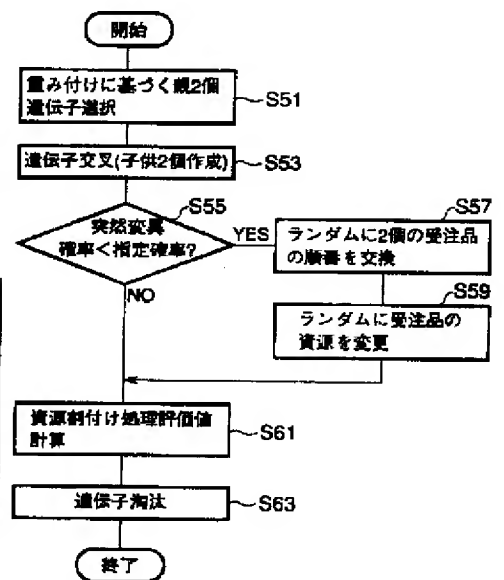 開始
重み付けに基づく親2個
遺伝子選択
S51
遺伝子交叉(子供2個作成)
S53
S55
突然変異
確率<指定確率?
YES
NO
S57
ランダムに2個の受注品
の順番を交換
S59
ランダムに受注品の
資源を変更
資源割付け処理評価値
計算
S61
遺伝子淘汰
S63
終了